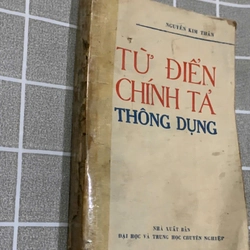 NGUYỄN KIM THẢN
TỪ ĐIỂN
CHÍNH TẢ
THÔNG DỤNG
NHÀ XUẤT BẢN
ĐẠI HỌC VÀ TRUNG HỌC CHUYÊN NGHIỆP